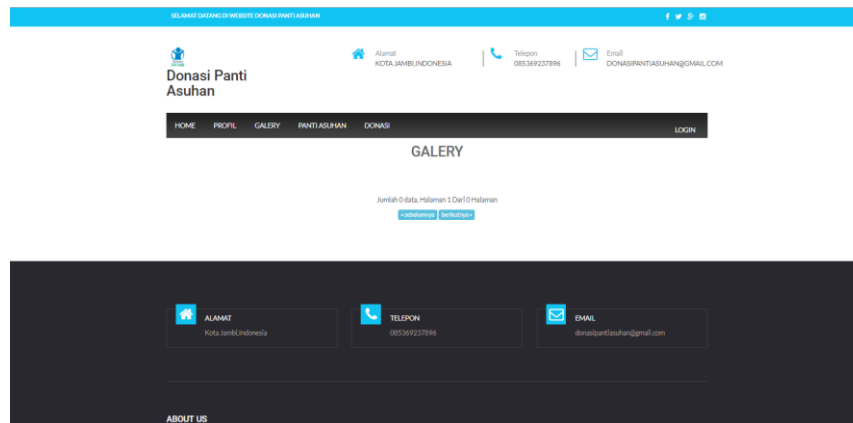 SELAMAT DATANG DI WEBSITE DONASI PANTI ASUHAN
Donasi Panti
Asuhan
Alamat
KOTA JAMBI,INDONESIA
Telepon
085369237896
Email
DONASIPANTIASUHAN@GMAIL.COM
HOME PROFIL GALERY PANTI ASUHAN DONASI LOGIN
GALERY
Jumlah 0 data, Halaman 1 Dari 0 Halaman
«sebelumnya berikutnya»
ALAMAT
Kota Jambi,Indonesia
TELEPON
085369237896
EMAIL
donasipantiasuhan@gmail.com
ABOUT US